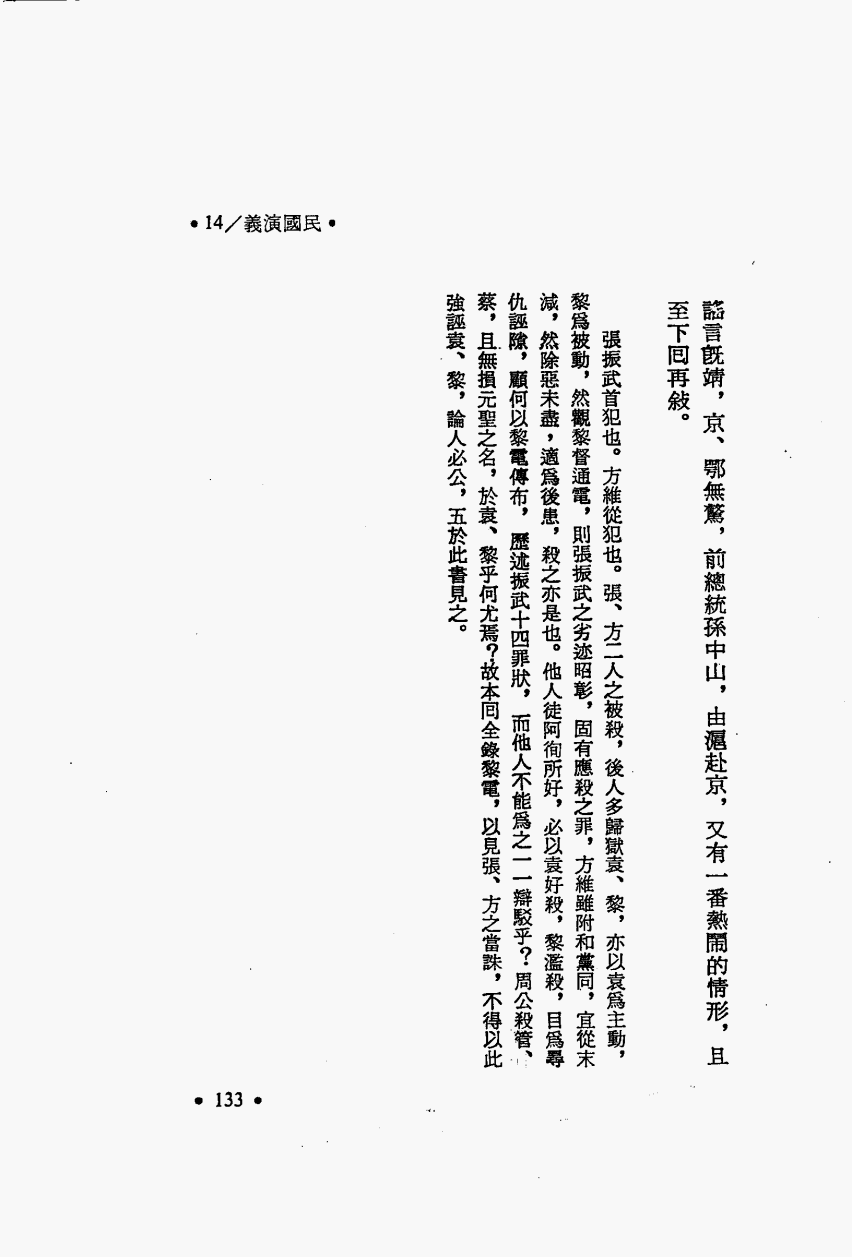 •14／義演國民•
謠言旣靖，京、鄂無驚，前總統孫中山，由滬赴京，又有一番熱鬧的情形，且
至下囘再敍。
張振武首犯也。方維從犯也。張、方二人之被殺，後人多歸獄袁、黎，亦以袁爲主動，
黎爲被動，然觀黎督通電，則張振武之劣迹昭彰，固有應殺之罪，方維雖附和黨同，宜從末
減，然除惡未盡，適爲後患，殺之亦是也。他人徒阿徇所好，必以袁好殺，黎濫殺，目爲尋
仇誣隙，顧何以黎電傳布，歷述振武十四罪狀，而他人不能爲之一一辯駁乎？周公殺管、
蔡，且無損元聖之名，於袁、黎乎何尤焉？故本囘全錄黎電，以見張、方之當誅，不得以此
強誣袁、黎，論人必公，五於此書見之。
• 133 •